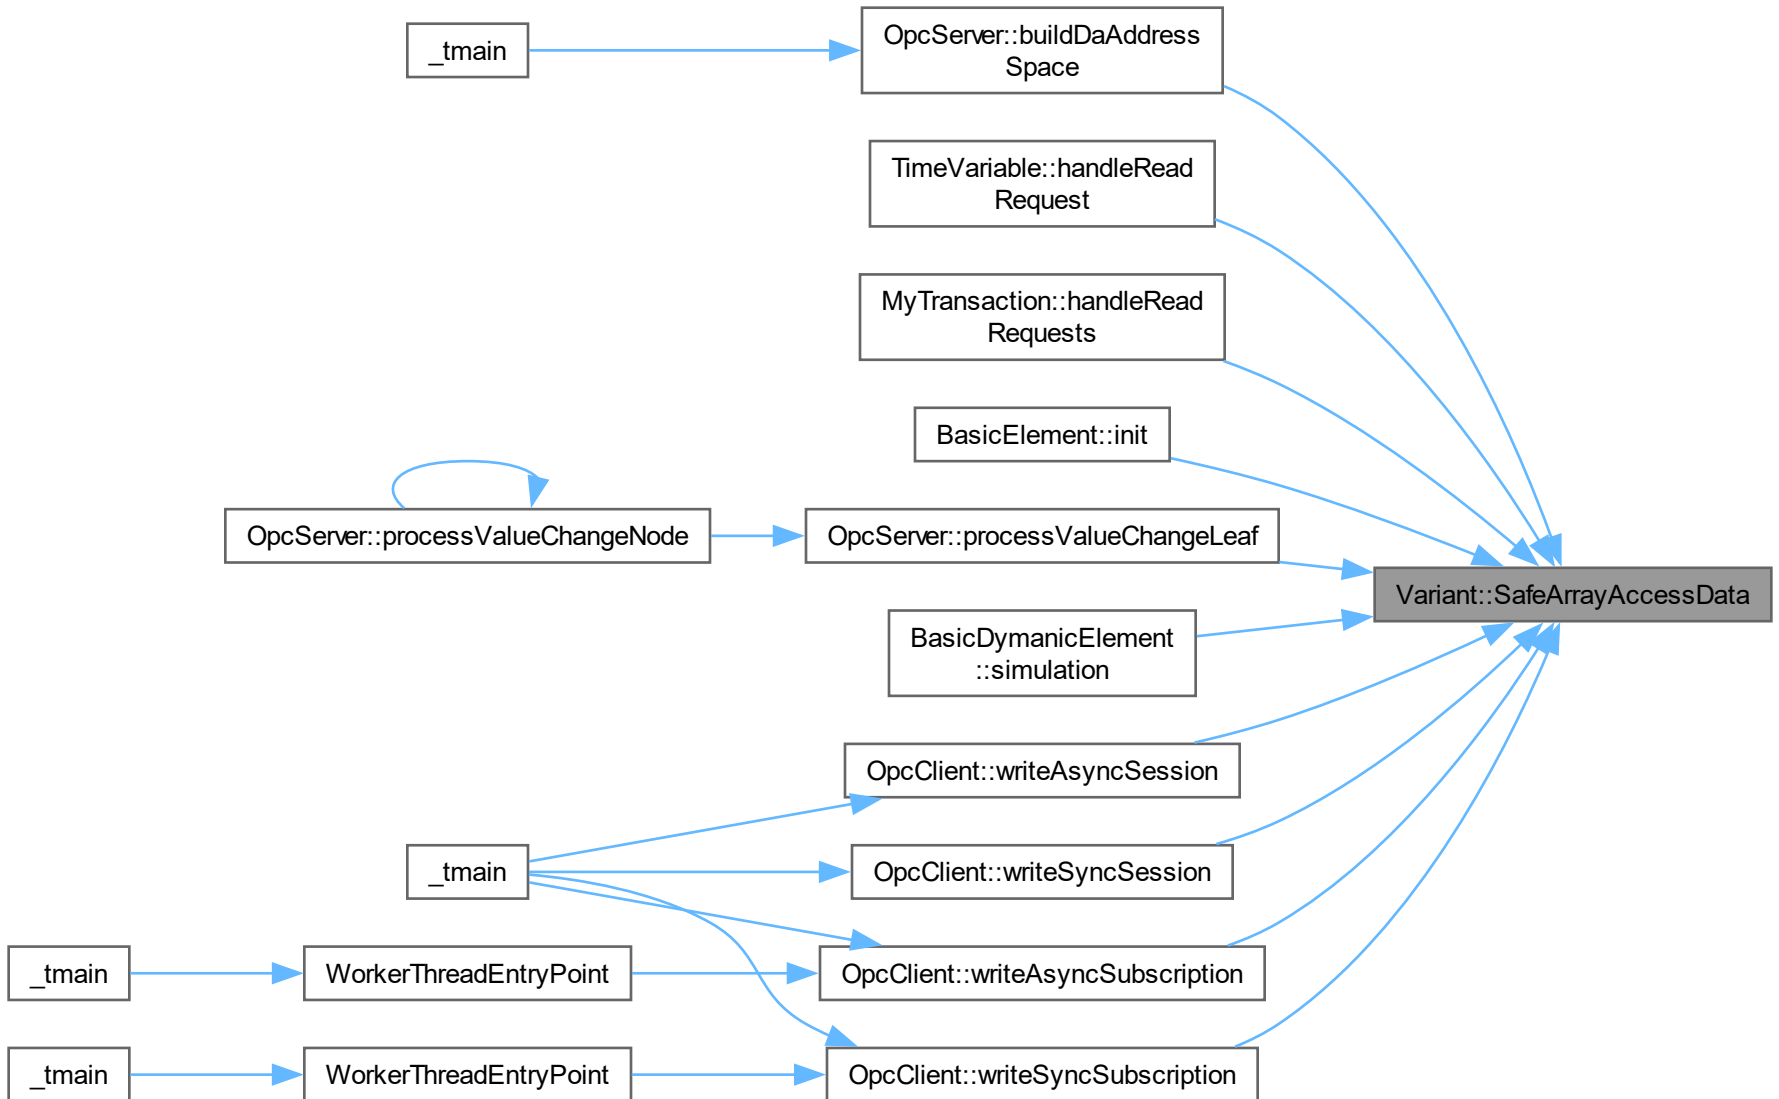 _tmain
OpcServer::buildDaAddress
Space
TimeVariable::handleRead
Request
MyTransaction::handleRead
Requests
BasicElement::init
OpcServer::processValueChangeNode
OpcServer::processValueChangeLeaf
Variant::SafeArrayAccessData
BasicDymanicElement
::simulation
OpcClient::writeAsyncSession
_tmain
OpcClient::writeSyncSession
_tmain
WorkerThreadEntryPoint
OpcClient::writeAsyncSubscription
_tmain
WorkerThreadEntryPoint
OpcClient::writeSyncSubscription